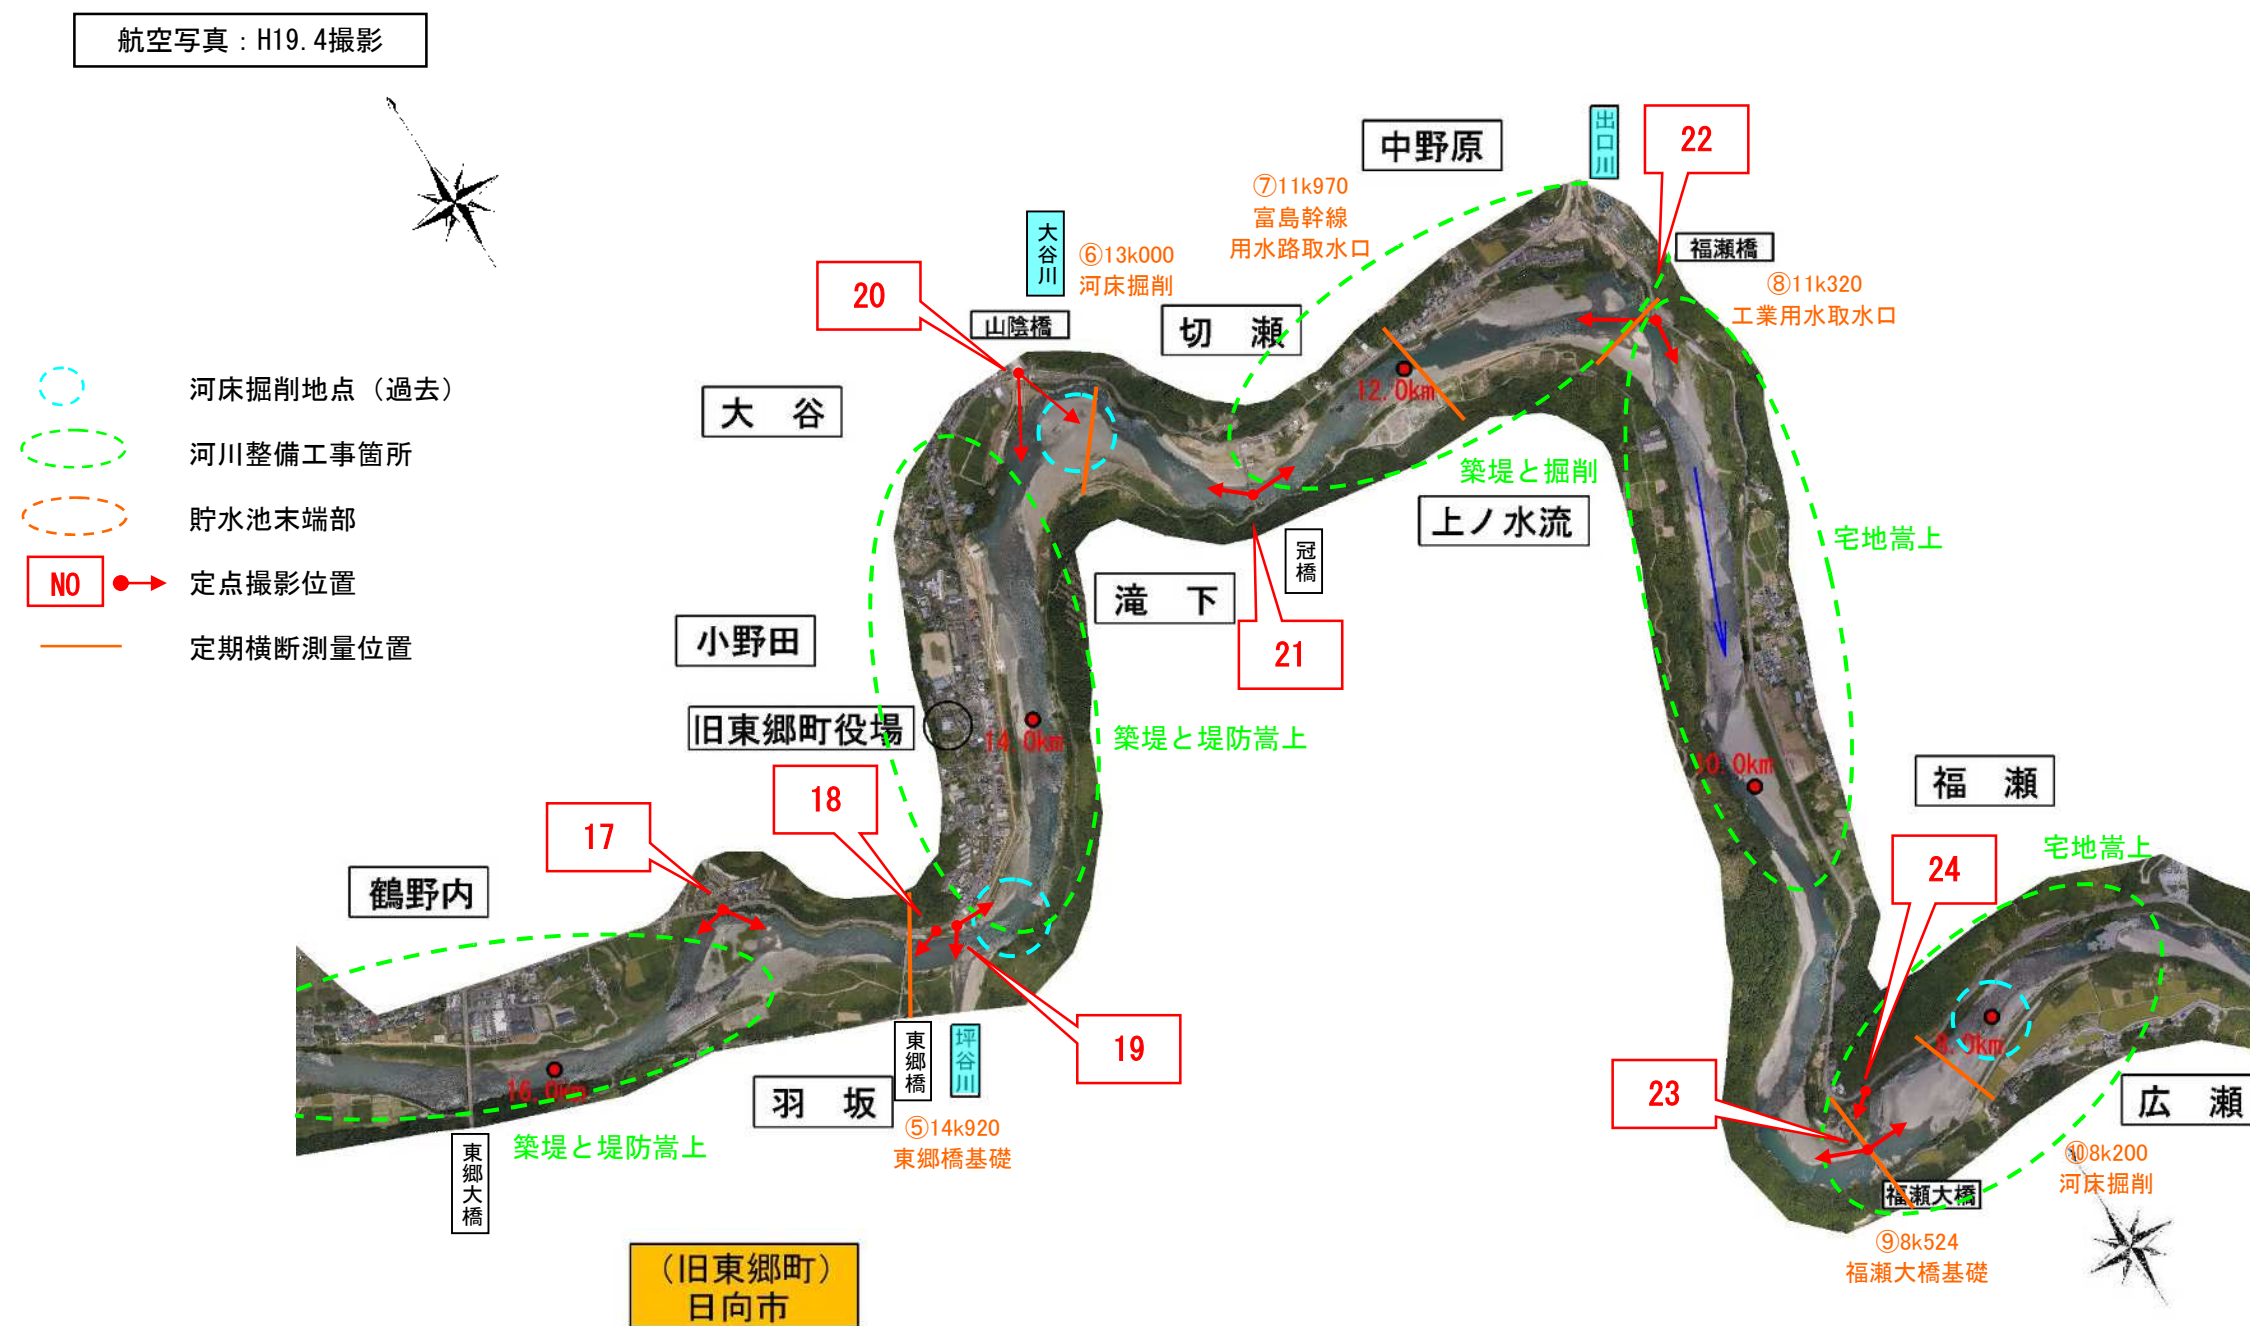 航空写真：H19.4撮影
河床掘削地点（過去）
河川整備工事箇所
貯水池末端部
NO
定点撮影位置
定期横断測量位置
中野原
出口川
22
⑦11k970
富島幹線
用水路取水口
福瀬橋
⑧11k320
工業用水取水口
大谷川
⑥13k000
河床掘削
20
山陰橋
切　瀬
大　谷
12.0km
築堤と掘削
上ノ水流
宅地嵩上
冠橋
滝　下
21
小野田
旧東郷町役場
14.0km
築堤と堤防嵩上
10.0km
福　瀬
18
17
宅地嵩上
24
鶴野内
19
東郷橋
坪谷川
8.0km
16.0km
羽　坂
23
広　瀬
⑤14k920
東郷橋基礎
東郷大橋
築堤と堤防嵩上
⑩8k200
河床掘削
福瀬大橋
⑨8k524
福瀬大橋基礎
（旧東郷町）
日向市